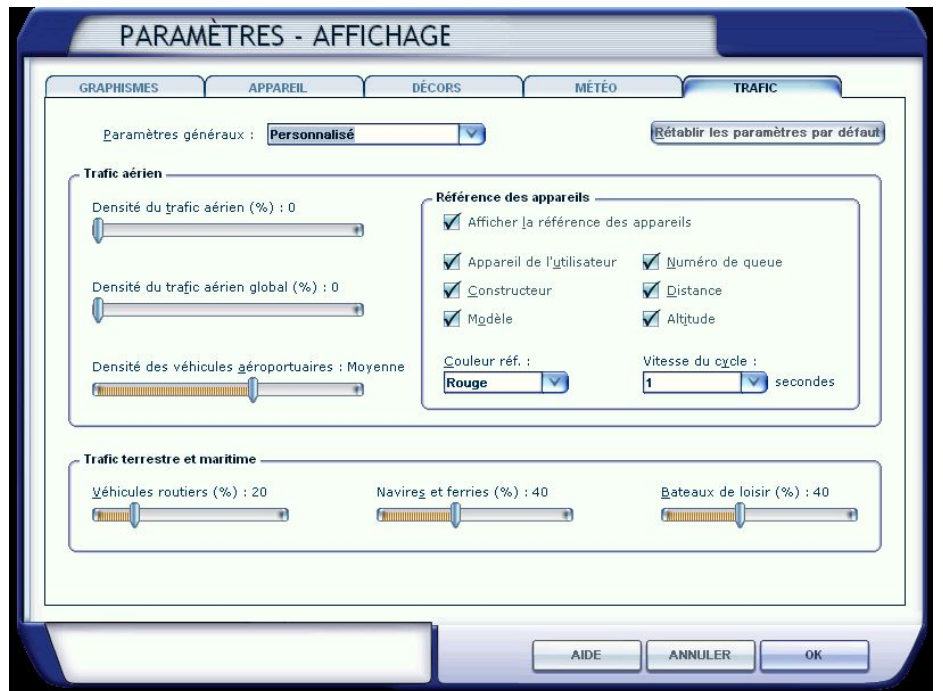 PARAMÈTRES - AFFICHAGE
GRAPHISMES APPAREIL DÉCORS MÉTÉO TRAFIC
Paramètres généraux : Personnalisé Rétablir les paramètres par défaut
Trafic aérien
Densité du trafic aérien (%) : 0
Densité du trafic aérien global (%) : 0
Densité des véhicules aéroportuaires : Moyenne
Référence des appareils
Afficher la référence des appareils
Appareil de l'utilisateur Numéro de queue
Constructeur Distance
Modèle Altitude
Couleur réf. : Vitesse du cycle :
Rouge 1 secondes
Trafic terrestre et maritime
Véhicules routiers (%) : 20 Navires et ferries (%) : 40 Bateaux de loisir (%) : 40
AIDE ANNULER OK